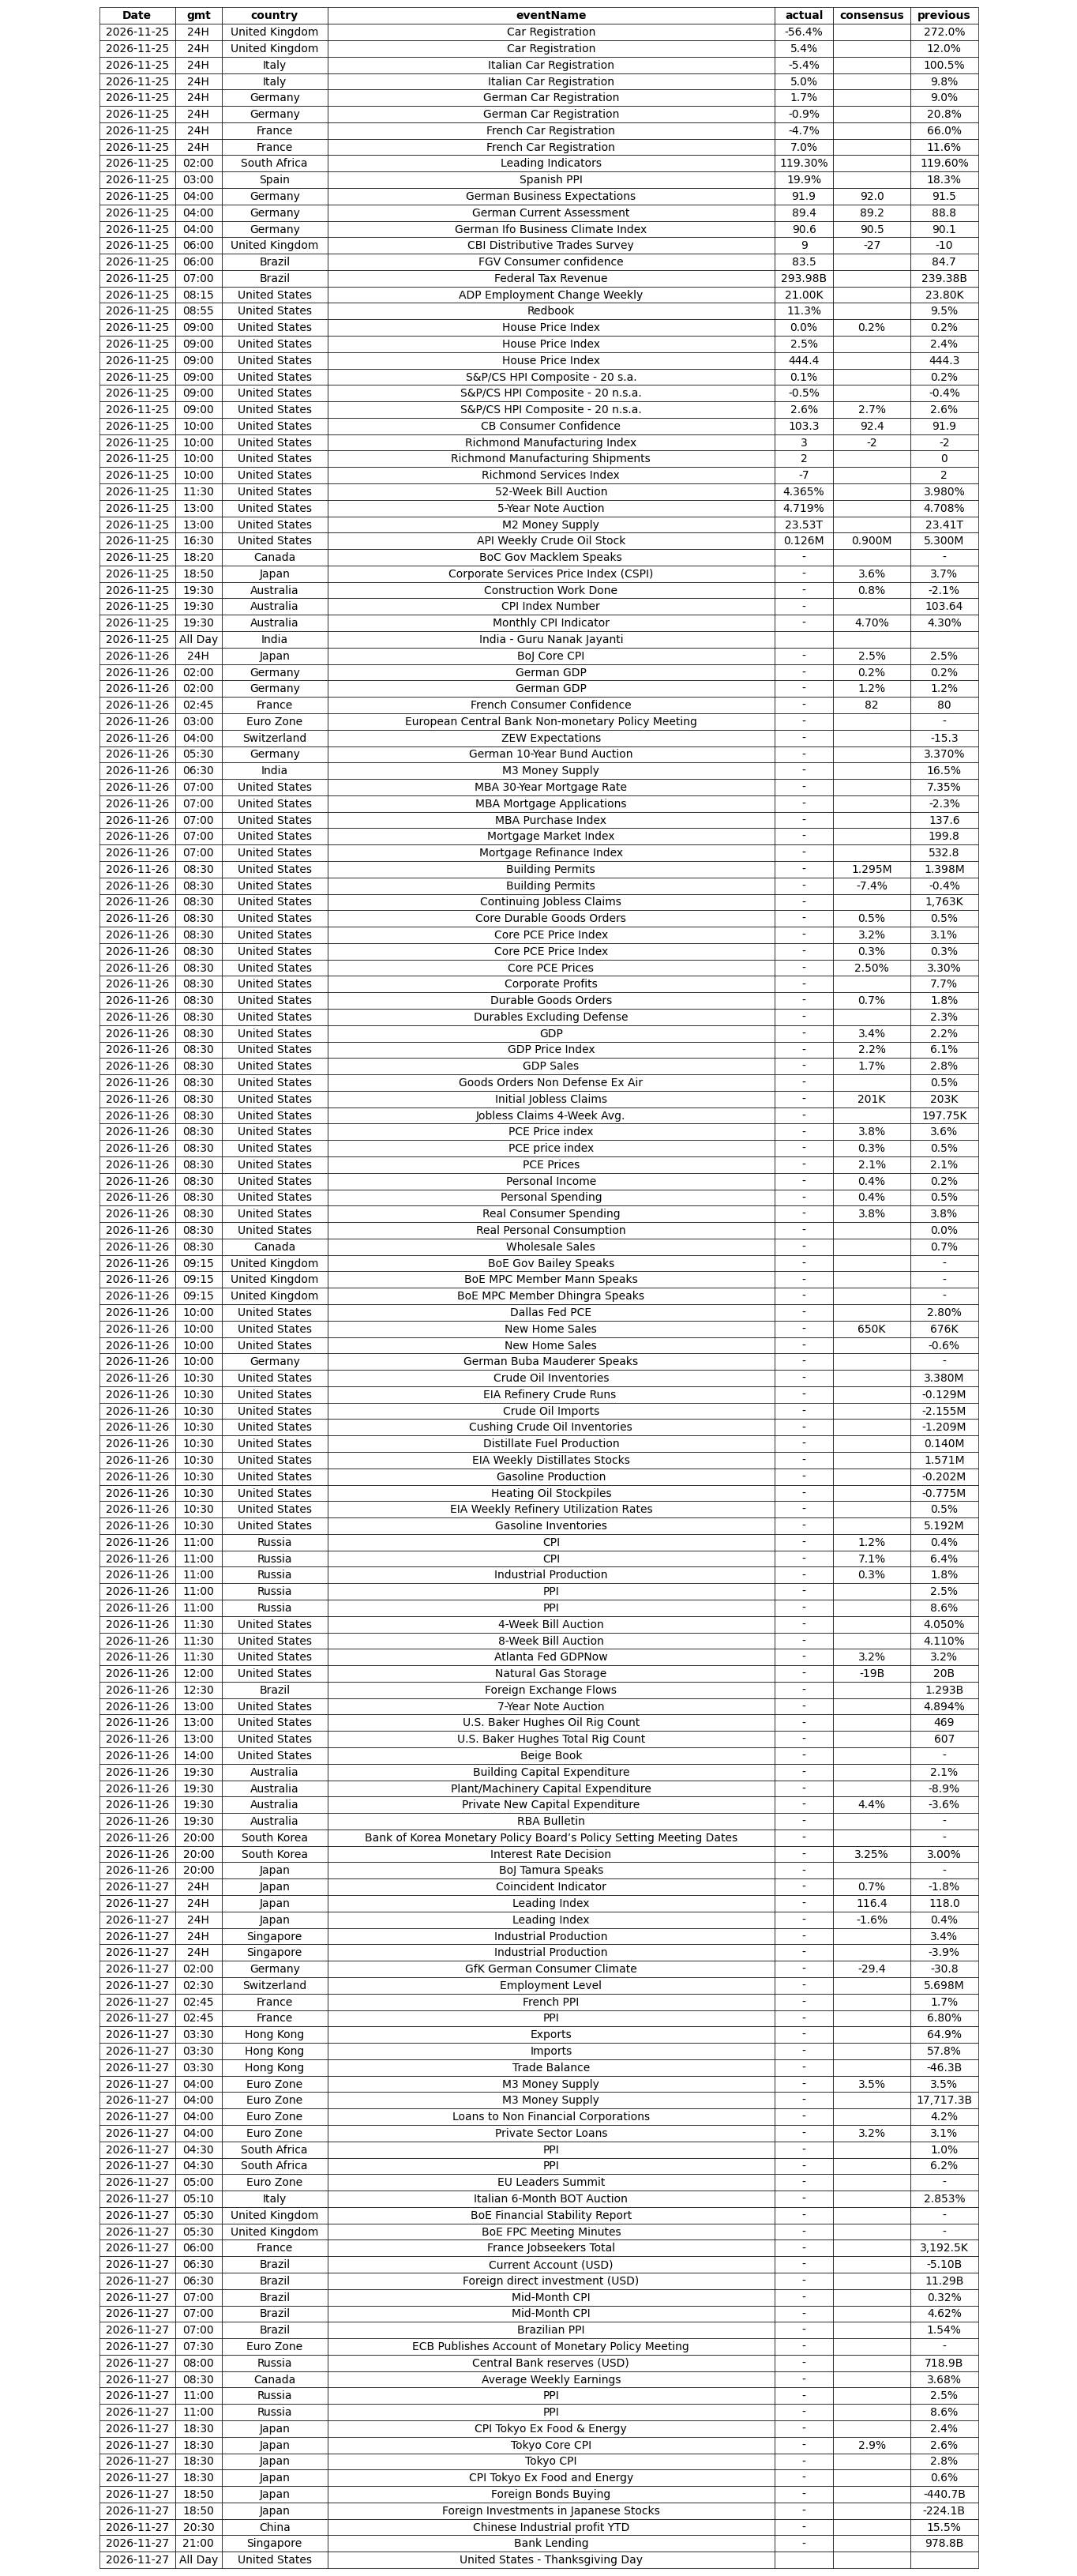 Date gmt country eventName actual consensus previous
2026-11-25 24H United Kingdom Car Registration -56.4% 272.0%
2026-11-25 24H United Kingdom Car Registration 5.4% 12.0%
2026-11-25 24H Italy Italian Car Registration -5.4% 100.5%
2026-11-25 24H Italy Italian Car Registration 5.0% 9.8%
2026-11-25 24H Germany German Car Registration 1.7% 9.0%
2026-11-25 24H Germany German Car Registration -0.9% 20.8%
2026-11-25 24H France French Car Registration -4.7% 66.0%
2026-11-25 24H France French Car Registration 7.0% 11.6%
2026-11-25 02:00 South Africa Leading Indicators 119.30% 119.60%
2026-11-25 03:00 Spain Spanish PPI 19.9% 18.3%
2026-11-25 04:00 Germany German Business Expectations 91.9 92.0 91.5
2026-11-25 04:00 Germany German Current Assessment 89.4 89.2 88.8
2026-11-25 04:00 Germany German Ifo Business Climate Index 90.6 90.5 90.1
2026-11-25 06:00 United Kingdom CBI Distributive Trades Survey 9 -27 -10
2026-11-25 06:00 Brazil FGV Consumer confidence 83.5 84.7
2026-11-25 07:00 Brazil Federal Tax Revenue 293.98B 239.38B
2026-11-25 08:15 United States ADP Employment Change Weekly 21.00K 23.80K
2026-11-25 08:55 United States Redbook 11.3% 9.5%
2026-11-25 09:00 United States House Price Index 0.0% 0.2% 0.2%
2026-11-25 09:00 United States House Price Index 2.5% 2.4%
2026-11-25 09:00 United States House Price Index 444.4 444.3
2026-11-25 09:00 United States S&P/CS HPI Composite - 20 s.a. 0.1% 0.2%
2026-11-25 09:00 United States S&P/CS HPI Composite - 20 n.s.a. -0.5% -0.4%
2026-11-25 09:00 United States S&P/CS HPI Composite - 20 n.s.a. 2.6% 2.7% 2.6%
2026-11-25 10:00 United States CB Consumer Confidence 103.3 92.4 91.9
2026-11-25 10:00 United States Richmond Manufacturing Index 3 -2 -2
2026-11-25 10:00 United States Richmond Manufacturing Shipments 2 0
2026-11-25 10:00 United States Richmond Services Index -7 2
2026-11-25 11:30 United States 52-Week Bill Auction 4.365% 3.980%
2026-11-25 13:00 United States 5-Year Note Auction 4.719% 4.708%
2026-11-25 13:00 United States M2 Money Supply 23.53T 23.41T
2026-11-25 16:30 United States API Weekly Crude Oil Stock 0.126M 0.900M 5.300M
2026-11-25 18:20 Canada BoC Gov Macklem Speaks - -
2026-11-25 18:50 Japan Corporate Services Price Index (CSPI) - 3.6% 3.7%
2026-11-25 19:30 Australia Construction Work Done - 0.8% -2.1%
2026-11-25 19:30 Australia CPI Index Number - 103.64
2026-11-25 19:30 Australia Monthly CPI Indicator - 4.70% 4.30%
2026-11-25 All Day India India - Guru Nanak Jayanti
2026-11-26 24H Japan BoJ Core CPI - 2.5% 2.5%
2026-11-26 02:00 Germany German GDP - 0.2% 0.2%
2026-11-26 02:00 Germany German GDP - 1.2% 1.2%
2026-11-26 02:45 France French Consumer Confidence - 82 80
2026-11-26 03:00 Euro Zone European Central Bank Non-monetary Policy Meeting - -
2026-11-26 04:00 Switzerland ZEW Expectations - -15.3
2026-11-26 05:30 Germany German 10-Year Bund Auction - 3.370%
2026-11-26 06:30 India M3 Money Supply - 16.5%
2026-11-26 07:00 United States MBA 30-Year Mortgage Rate - 7.35%
2026-11-26 07:00 United States MBA Mortgage Applications - -2.3%
2026-11-26 07:00 United States MBA Purchase Index - 137.6
2026-11-26 07:00 United States Mortgage Market Index - 199.8
2026-11-26 07:00 United States Mortgage Refinance Index - 532.8
2026-11-26 08:30 United States Building Permits - 1.295M 1.398M
2026-11-26 08:30 United States Building Permits - -7.4% -0.4%
2026-11-26 08:30 United States Continuing Jobless Claims - 1,763K
2026-11-26 08:30 United States Core Durable Goods Orders - 0.5% 0.5%
2026-11-26 08:30 United States Core PCE Price Index - 3.2% 3.1%
2026-11-26 08:30 United States Core PCE Price Index - 0.3% 0.3%
2026-11-26 08:30 United States Core PCE Prices - 2.50% 3.30%
2026-11-26 08:30 United States Corporate Profits - 7.7%
2026-11-26 08:30 United States Durable Goods Orders - 0.7% 1.8%
2026-11-26 08:30 United States Durables Excluding Defense - 2.3%
2026-11-26 08:30 United States GDP - 3.4% 2.2%
2026-11-26 08:30 United States GDP Price Index - 2.2% 6.1%
2026-11-26 08:30 United States GDP Sales - 1.7% 2.8%
2026-11-26 08:30 United States Goods Orders Non Defense Ex Air - 0.5%
2026-11-26 08:30 United States Initial Jobless Claims - 201K 203K
2026-11-26 08:30 United States Jobless Claims 4-Week Avg. - 197.75K
2026-11-26 08:30 United States PCE Price index - 3.8% 3.6%
2026-11-26 08:30 United States PCE price index - 0.3% 0.5%
2026-11-26 08:30 United States PCE Prices - 2.1% 2.1%
2026-11-26 08:30 United States Personal Income - 0.4% 0.2%
2026-11-26 08:30 United States Personal Spending - 0.4% 0.5%
2026-11-26 08:30 United States Real Consumer Spending - 3.8% 3.8%
2026-11-26 08:30 United States Real Personal Consumption - 0.0%
2026-11-26 08:30 Canada Wholesale Sales - 0.7%
2026-11-26 09:15 United Kingdom BoE Gov Bailey Speaks - -
2026-11-26 09:15 United Kingdom BoE MPC Member Mann Speaks - -
2026-11-26 09:15 United Kingdom BoE MPC Member Dhingra Speaks - -
2026-11-26 10:00 United States Dallas Fed PCE - 2.80%
2026-11-26 10:00 United States New Home Sales - 650K 676K
2026-11-26 10:00 United States New Home Sales - -0.6%
2026-11-26 10:00 Germany German Buba Mauderer Speaks - -
2026-11-26 10:30 United States Crude Oil Inventories - 3.380M
2026-11-26 10:30 United States EIA Refinery Crude Runs - -0.129M
2026-11-26 10:30 United States Crude Oil Imports - -2.155M
2026-11-26 10:30 United States Cushing Crude Oil Inventories - -1.209M
2026-11-26 10:30 United States Distillate Fuel Production - 0.140M
2026-11-26 10:30 United States EIA Weekly Distillates Stocks - 1.571M
2026-11-26 10:30 United States Gasoline Production - -0.202M
2026-11-26 10:30 United States Heating Oil Stockpiles - -0.775M
2026-11-26 10:30 United States EIA Weekly Refinery Utilization Rates - 0.5%
2026-11-26 10:30 United States Gasoline Inventories - 5.192M
2026-11-26 11:00 Russia CPI - 1.2% 0.4%
2026-11-26 11:00 Russia CPI - 7.1% 6.4%
2026-11-26 11:00 Russia Industrial Production - 0.3% 1.8%
2026-11-26 11:00 Russia PPI - 2.5%
2026-11-26 11:00 Russia PPI - 8.6%
2026-11-26 11:30 United States 4-Week Bill Auction - 4.050%
2026-11-26 11:30 United States 8-Week Bill Auction - 4.110%
2026-11-26 11:30 United States Atlanta Fed GDPNow - 3.2% 3.2%
2026-11-26 12:00 United States Natural Gas Storage - -19B 20B
2026-11-26 12:30 Brazil Foreign Exchange Flows - 1.293B
2026-11-26 13:00 United States 7-Year Note Auction - 4.894%
2026-11-26 13:00 United States U.S. Baker Hughes Oil Rig Count - 469
2026-11-26 13:00 United States U.S. Baker Hughes Total Rig Count - 607
2026-11-26 14:00 United States Beige Book - -
2026-11-26 19:30 Australia Building Capital Expenditure - 2.1%
2026-11-26 19:30 Australia Plant/Machinery Capital Expenditure - -8.9%
2026-11-26 19:30 Australia Private New Capital Expenditure - 4.4% -3.6%
2026-11-26 19:30 Australia RBA Bulletin - -
2026-11-26 20:00 South Korea Bank of Korea Monetary Policy Board’s Policy Setting Meeting Dates - -
2026-11-26 20:00 South Korea Interest Rate Decision - 3.25% 3.00%
2026-11-26 20:00 Japan BoJ Tamura Speaks - -
2026-11-27 24H Japan Coincident Indicator - 0.7% -1.8%
2026-11-27 24H Japan Leading Index - 116.4 118.0
2026-11-27 24H Japan Leading Index - -1.6% 0.4%
2026-11-27 24H Singapore Industrial Production - 3.4%
2026-11-27 24H Singapore Industrial Production - -3.9%
2026-11-27 02:00 Germany GfK German Consumer Climate - -29.4 -30.8
2026-11-27 02:30 Switzerland Employment Level - 5.698M
2026-11-27 02:45 France French PPI - 1.7%
2026-11-27 02:45 France PPI - 6.80%
2026-11-27 03:30 Hong Kong Exports - 64.9%
2026-11-27 03:30 Hong Kong Imports - 57.8%
2026-11-27 03:30 Hong Kong Trade Balance - -46.3B
2026-11-27 04:00 Euro Zone M3 Money Supply - 3.5% 3.5%
2026-11-27 04:00 Euro Zone M3 Money Supply - 17,717.3B
2026-11-27 04:00 Euro Zone Loans to Non Financial Corporations - 4.2%
2026-11-27 04:00 Euro Zone Private Sector Loans - 3.2% 3.1%
2026-11-27 04:30 South Africa PPI - 1.0%
2026-11-27 04:30 South Africa PPI - 6.2%
2026-11-27 05:00 Euro Zone EU Leaders Summit - -
2026-11-27 05:10 Italy Italian 6-Month BOT Auction - 2.853%
2026-11-27 05:30 United Kingdom BoE Financial Stability Report - -
2026-11-27 05:30 United Kingdom BoE FPC Meeting Minutes - -
2026-11-27 06:00 France France Jobseekers Total - 3,192.5K
2026-11-27 06:30 Brazil Current Account (USD) - -5.10B
2026-11-27 06:30 Brazil Foreign direct investment (USD) - 11.29B
2026-11-27 07:00 Brazil Mid-Month CPI - 0.32%
2026-11-27 07:00 Brazil Mid-Month CPI - 4.62%
2026-11-27 07:00 Brazil Brazilian PPI - 1.54%
2026-11-27 07:30 Euro Zone ECB Publishes Account of Monetary Policy Meeting - -
2026-11-27 08:00 Russia Central Bank reserves (USD) - 718.9B
2026-11-27 08:30 Canada Average Weekly Earnings - 3.68%
2026-11-27 11:00 Russia PPI - 2.5%
2026-11-27 11:00 Russia PPI - 8.6%
2026-11-27 18:30 Japan CPI Tokyo Ex Food & Energy - 2.4%
2026-11-27 18:30 Japan Tokyo Core CPI - 2.9% 2.6%
2026-11-27 18:30 Japan Tokyo CPI - 2.8%
2026-11-27 18:30 Japan CPI Tokyo Ex Food and Energy - 0.6%
2026-11-27 18:50 Japan Foreign Bonds Buying - -440.7B
2026-11-27 18:50 Japan Foreign Investments in Japanese Stocks - -224.1B
2026-11-27 20:30 China Chinese Industrial profit YTD - 15.5%
2026-11-27 21:00 Singapore Bank Lending - 978.8B
2026-11-27 All Day United States United States - Thanksgiving Day